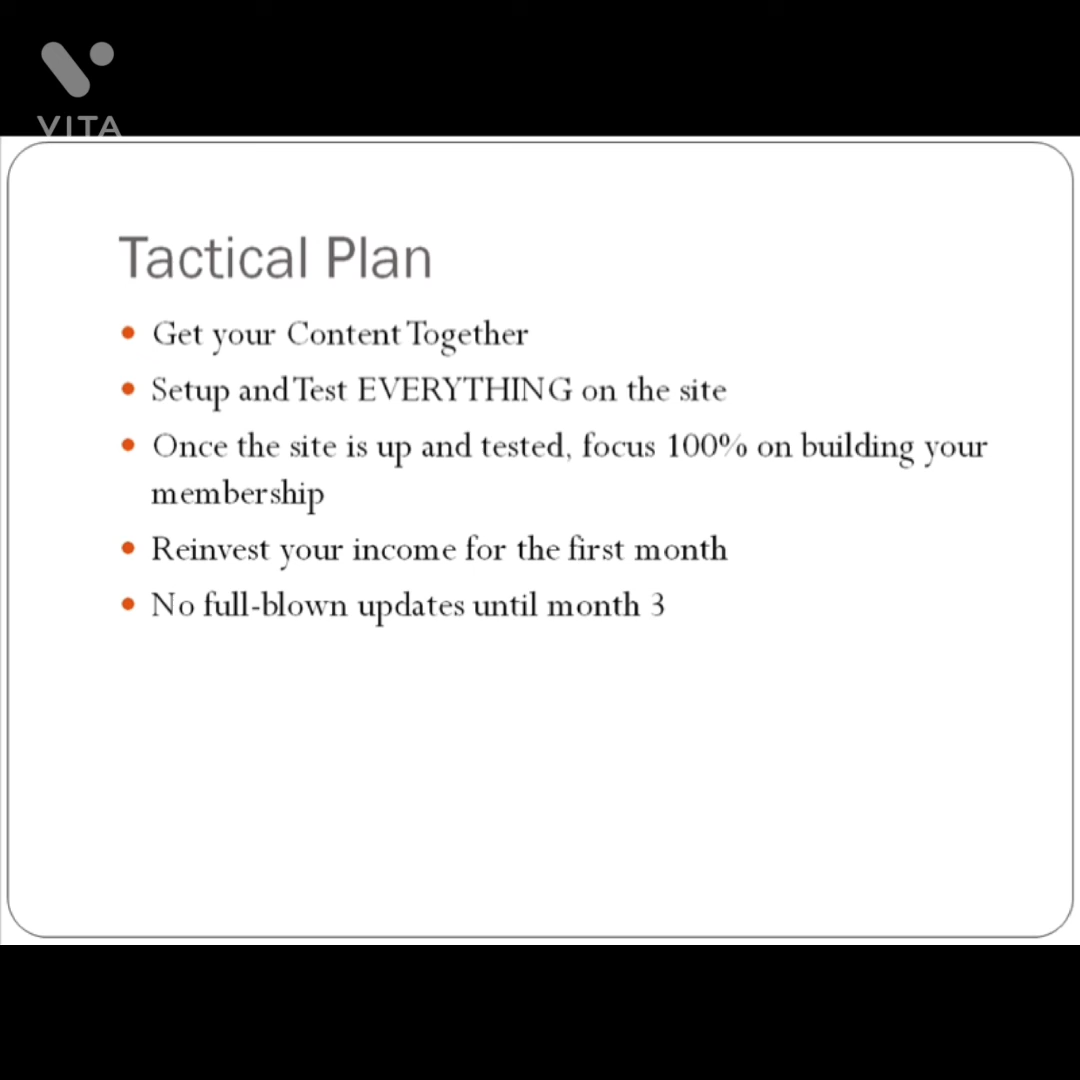 VITA
Tactical Plan
Get your Content Together
Setup and Test EVERYTHING on the site
Once the site is up and tested, focus 100% on building your
membership
Reinvest your income for the first month
No full-blown updates until month 3